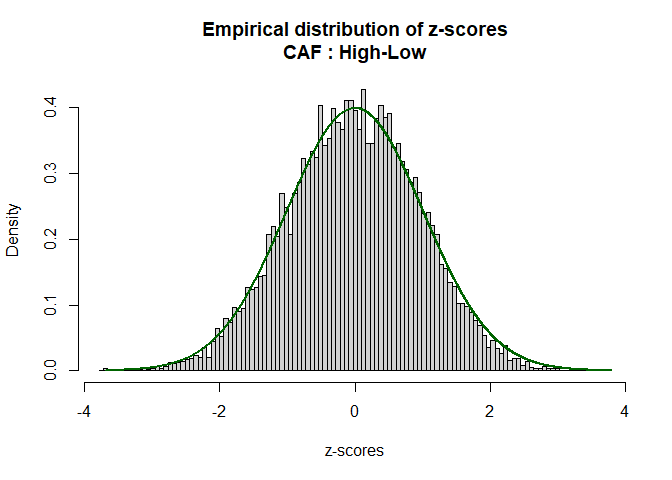 Empirical distribution of z-scores
CAF : High-Low
Density
0.4
0.3
0.2
0.1
0.0
-4
-2
0
2
4
z-scores